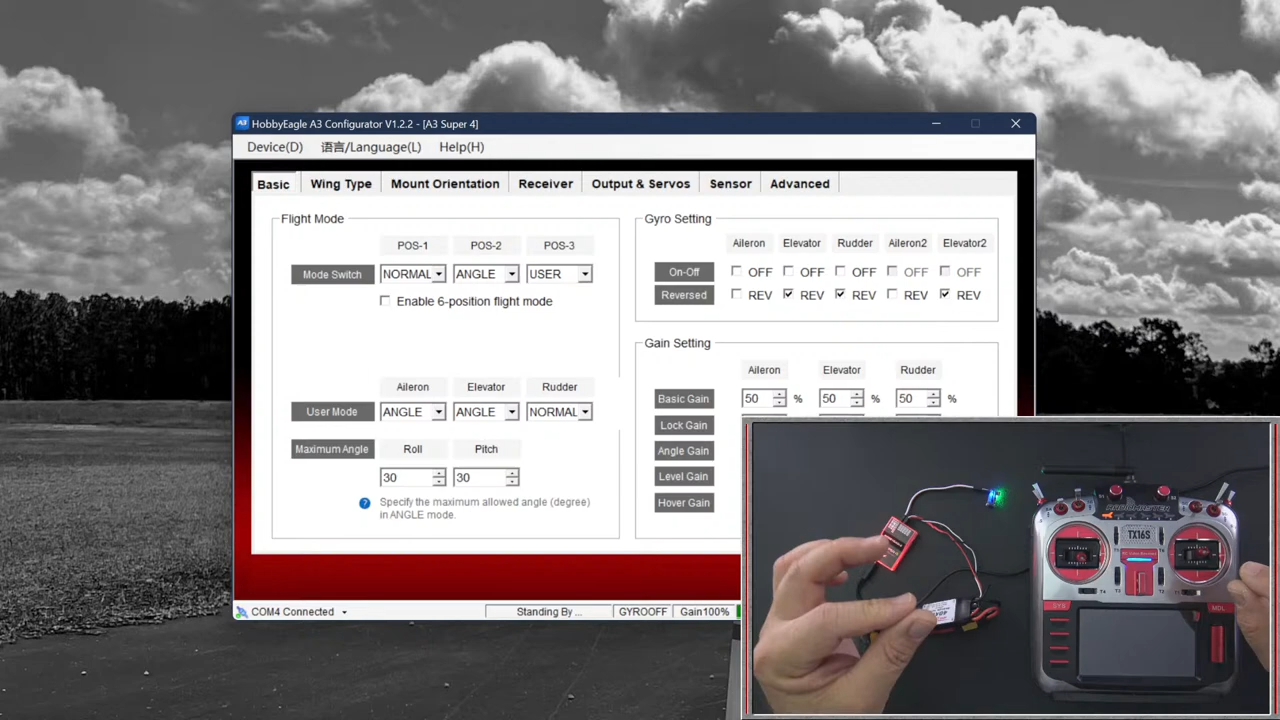 HobbyEagle A3 Configurator V1.2.2 - [A3 Super 4]
Device(D) 语言/Language(L) Help(H)
Basic Wing Type Mount Orientation Receiver Output & Servos Sensor Advanced
Flight Mode
POS-1 POS-2 POS-3
Mode Switch NORMAL ANGLE USER
Enable 6-position flight mode
Aileron Elevator Rudder
User Mode ANGLE ANGLE NORMAL
Maximum Angle Roll Pitch
30 30
Specify the maximum allowed angle (degree)
in ANGLE mode.
Gyro Setting
Aileron Elevator Rudder Aileron2 Elevator2
On-Off OFF OFF OFF OFF OFF
Reversed REV REV REV REV REV
Gain Setting
Aileron Elevator Rudder
Basic Gain 50 % 50 % 50 %
Lock Gain
Angle Gain
Level Gain
Hover Gain
COM4 Connected Standing By ... GYROOFF Gain100%
RADIOMASTER
TX16S
SYS
MDL